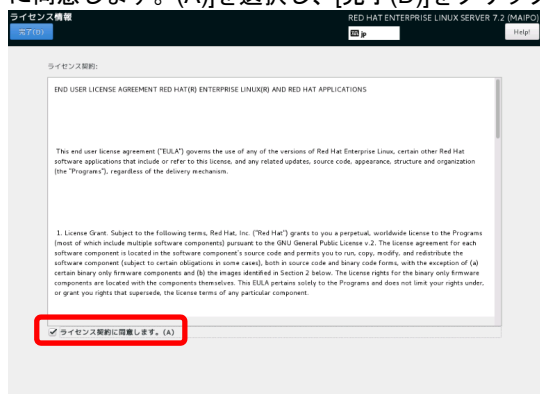 に同意します。(A)]を選択し、[完了(D)]をクリック
ライセンス情報
RED HAT ENTERPRISE LINUX SERVER 7.2 (MAIPO)
完了(D)
jp
Help!
ライセンス契約:
END USER LICENSE AGREEMENT RED HAT(R) ENTERPRISE LINUX(R) AND RED HAT APPLICATIONS
This end user license agreement ("EULA") governs the use of any of the versions of Red Hat Enterprise Linux, certain other Red Hat
software applications that include or refer to this license, and any related updates, source code, appearance, structure and organization
(the "Programs"), regardless of the delivery mechanism.
1. License Grant. Subject to the following terms, Red Hat, Inc. ("Red Hat") grants to you a perpetual, worldwide license to the Programs
(most of which include multiple software components) pursuant to the GNU General Public License v.2. The license agreement for each
software component is located in the software component's source code and permits you to run, copy, modify, and redistribute the
software component (subject to certain obligations in some cases), both in source code and binary code forms, with the exception of (a)
certain binary only firmware components and (b) the images identified in Section 2 below. The license rights for the binary only firmware
components are located with the components themselves. This EULA pertains solely to the Programs and does not limit your rights under,
or grant you rights that supersede, the license terms of any particular component.
ライセンス契約に同意します。(A)